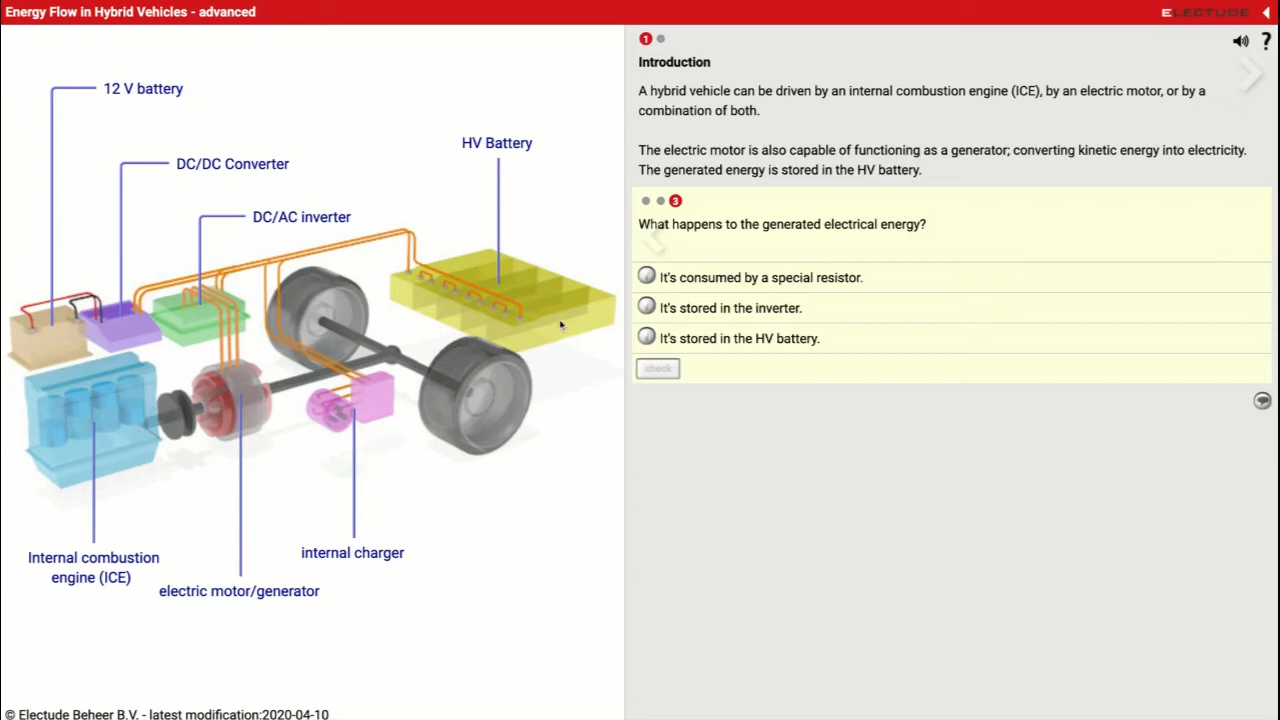 Energy Flow in Hybrid Vehicles - advanced
ELECTUDE
12 V battery
DC/DC Converter
DC/AC inverter
HV Battery
Internal combustion
engine (ICE)
electric motor/generator
internal charger
© Electude Beheer B.V. - latest modification:2020-04-10
1
?
Introduction
A hybrid vehicle can be driven by an internal combustion engine (ICE), by an electric motor, or by a
combination of both.
The electric motor is also capable of functioning as a generator; converting kinetic energy into electricity.
The generated energy is stored in the HV battery.
3
What happens to the generated electrical energy?
It's consumed by a special resistor.
It's stored in the inverter.
It's stored in the HV battery.
check